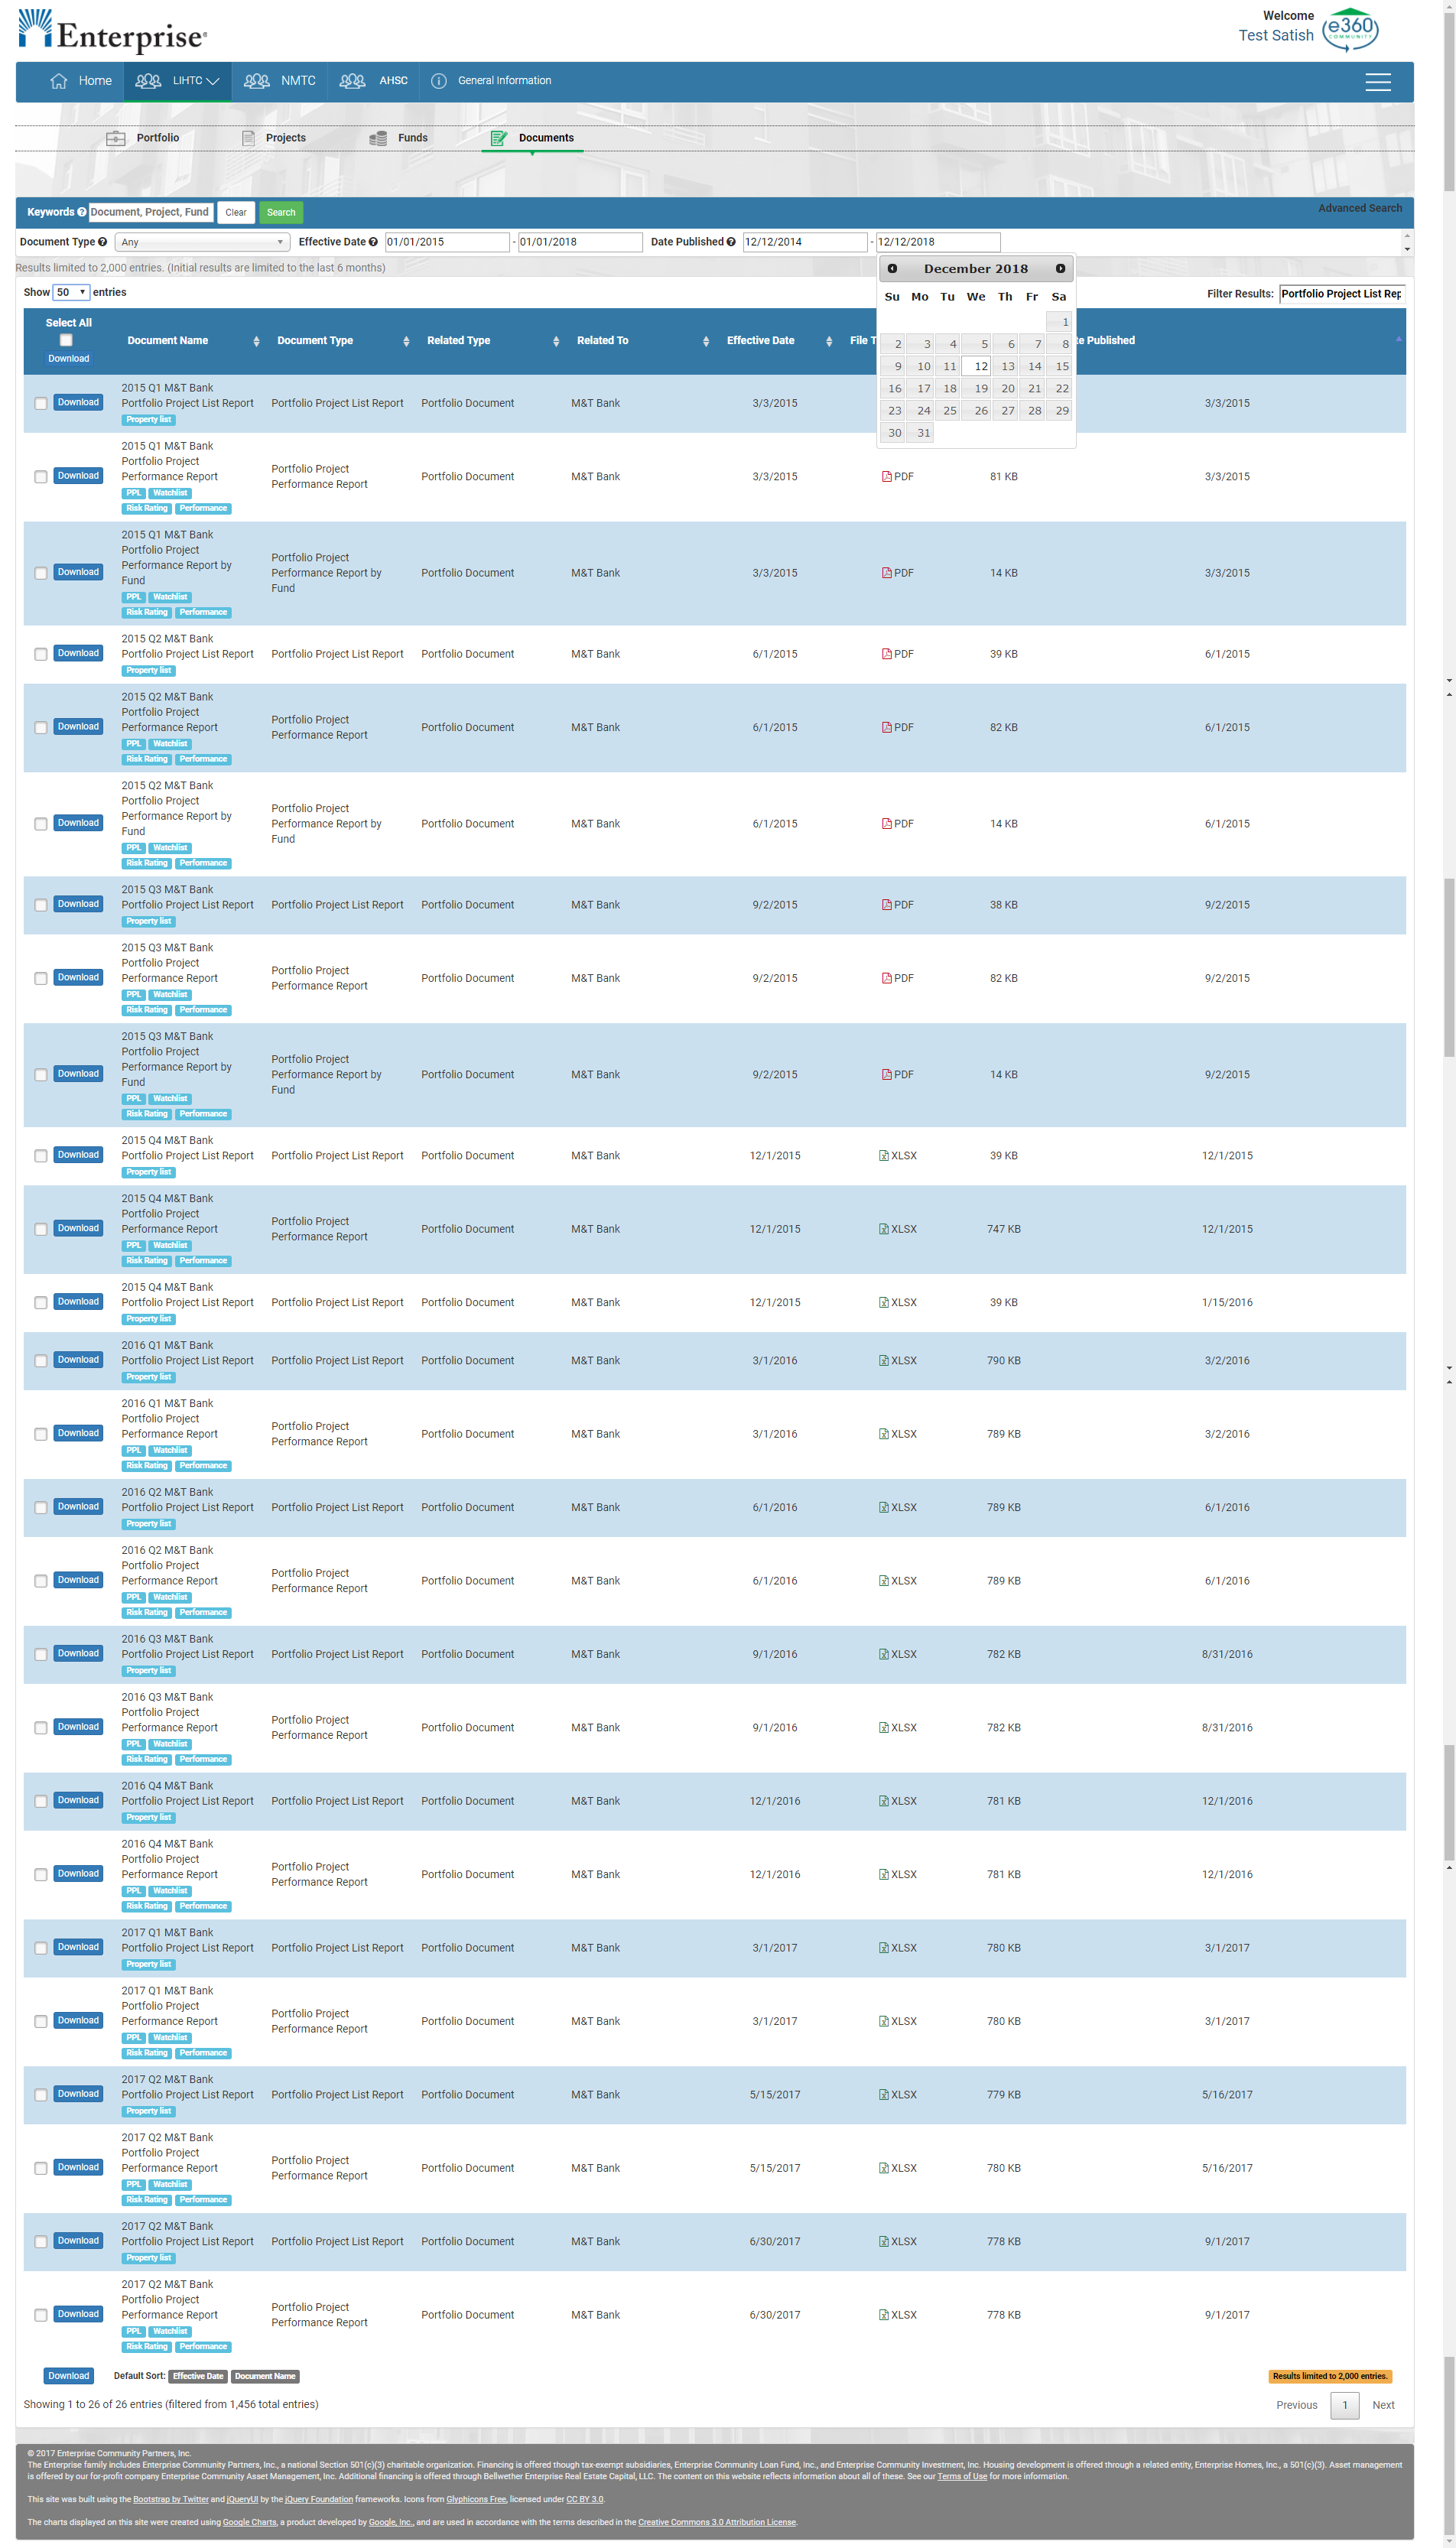 Enterprise
Welcome
Test Satish
e360
COMMUNITY
Home LIHTC NMTC AHSC General Information
Portfolio Projects Funds Documents
Keywords Document, Project, Fund Clear Search Advanced Search
Document Type Any Effective Date 01/01/2015 - 01/01/2018 Date Published 12/12/2014 - 12/12/2018
Results limited to 2,000 entries. (Initial results are limited to the last 6 months)
December 2018
Su Mo Tu We Th Fr Sa
1
2 3 4 5 6 7 8
9 10 11 12 13 14 15
16 17 18 19 20 21 22
23 24 25 26 27 28 29
30 31
Show 50 entries Filter Results: Portfolio Project List Rep
Select All
Download
Document Name Document Type Related Type Related To Effective Date File T e Published
2015 Q1 M&T Bank
Download Portfolio Project List Report Portfolio Project List Report Portfolio Document M&T Bank 3/3/2015 3/3/2015
Property list
2015 Q1 M&T Bank
Portfolio Project
Download Performance Report Portfolio Project Performance Report Portfolio Document M&T Bank 3/3/2015 PDF 81 KB 3/3/2015
PPL Watchlist
Risk Rating Performance
2015 Q1 M&T Bank
Portfolio Project
Performance Report by
Fund
Download Portfolio Project Performance Report by Fund Portfolio Document M&T Bank 3/3/2015 PDF 14 KB 3/3/2015
PPL Watchlist
Risk Rating Performance
2015 Q2 M&T Bank
Download Portfolio Project List Report Portfolio Project List Report Portfolio Document M&T Bank 6/1/2015 PDF 39 KB 6/1/2015
Property list
2015 Q2 M&T Bank
Portfolio Project
Download Performance Report Portfolio Project Performance Report Portfolio Document M&T Bank 6/1/2015 PDF 82 KB 6/1/2015
PPL Watchlist
Risk Rating Performance
2015 Q2 M&T Bank
Portfolio Project
Performance Report by
Fund
Download Portfolio Project Performance Report by Fund Portfolio Document M&T Bank 6/1/2015 PDF 14 KB 6/1/2015
PPL Watchlist
Risk Rating Performance
2015 Q3 M&T Bank
Download Portfolio Project List Report Portfolio Project List Report Portfolio Document M&T Bank 9/2/2015 PDF 38 KB 9/2/2015
Property list
2015 Q3 M&T Bank
Portfolio Project
Download Performance Report Portfolio Project Performance Report Portfolio Document M&T Bank 9/2/2015 PDF 82 KB 9/2/2015
PPL Watchlist
Risk Rating Performance
2015 Q3 M&T Bank
Portfolio Project
Performance Report by
Fund
Download Portfolio Project Performance Report by Fund Portfolio Document M&T Bank 9/2/2015 PDF 14 KB 9/2/2015
PPL Watchlist
Risk Rating Performance
2015 Q4 M&T Bank
Download Portfolio Project List Report Portfolio Project List Report Portfolio Document M&T Bank 12/1/2015 XLSX 39 KB 12/1/2015
Property list
2015 Q4 M&T Bank
Portfolio Project
Download Performance Report Portfolio Project Performance Report Portfolio Document M&T Bank 12/1/2015 XLSX 747 KB 12/1/2015
PPL Watchlist
Risk Rating Performance
2015 Q4 M&T Bank
Download Portfolio Project List Report Portfolio Project List Report Portfolio Document M&T Bank 12/1/2015 XLSX 39 KB 1/15/2016
Property list
2016 Q1 M&T Bank
Download Portfolio Project List Report Portfolio Project List Report Portfolio Document M&T Bank 3/1/2016 XLSX 790 KB 3/2/2016
Property list
2016 Q1 M&T Bank
Portfolio Project
Download Performance Report Portfolio Project Performance Report Portfolio Document M&T Bank 3/1/2016 XLSX 789 KB 3/2/2016
PPL Watchlist
Risk Rating Performance
2016 Q2 M&T Bank
Download Portfolio Project List Report Portfolio Project List Report Portfolio Document M&T Bank 6/1/2016 XLSX 789 KB 6/1/2016
Property list
2016 Q2 M&T Bank
Portfolio Project
Download Performance Report Portfolio Project Performance Report Portfolio Document M&T Bank 6/1/2016 XLSX 789 KB 6/1/2016
PPL Watchlist
Risk Rating Performance
2016 Q3 M&T Bank
Download Portfolio Project List Report Portfolio Project List Report Portfolio Document M&T Bank 9/1/2016 XLSX 782 KB 8/31/2016
Property list
2016 Q3 M&T Bank
Portfolio Project
Download Performance Report Portfolio Project Performance Report Portfolio Document M&T Bank 9/1/2016 XLSX 782 KB 8/31/2016
PPL Watchlist
Risk Rating Performance
2016 Q4 M&T Bank
Download Portfolio Project List Report Portfolio Project List Report Portfolio Document M&T Bank 12/1/2016 XLSX 781 KB 12/1/2016
Property list
2016 Q4 M&T Bank
Portfolio Project
Download Performance Report Portfolio Project Performance Report Portfolio Document M&T Bank 12/1/2016 XLSX 781 KB 12/1/2016
PPL Watchlist
Risk Rating Performance
2017 Q1 M&T Bank
Download Portfolio Project List Report Portfolio Project List Report Portfolio Document M&T Bank 3/1/2017 XLSX 780 KB 3/1/2017
Property list
2017 Q1 M&T Bank
Portfolio Project
Download Performance Report Portfolio Project Performance Report Portfolio Document M&T Bank 3/1/2017 XLSX 780 KB 3/1/2017
PPL Watchlist
Risk Rating Performance
2017 Q2 M&T Bank
Download Portfolio Project List Report Portfolio Project List Report Portfolio Document M&T Bank 5/15/2017 XLSX 779 KB 5/16/2017
Property list
2017 Q2 M&T Bank
Portfolio Project
Download Performance Report Portfolio Project Performance Report Portfolio Document M&T Bank 5/15/2017 XLSX 780 KB 5/16/2017
PPL Watchlist
Risk Rating Performance
2017 Q2 M&T Bank
Download Portfolio Project List Report Portfolio Project List Report Portfolio Document M&T Bank 6/30/2017 XLSX 778 KB 9/1/2017
Property list
2017 Q2 M&T Bank
Portfolio Project
Download Performance Report Portfolio Project Performance Report Portfolio Document M&T Bank 6/30/2017 XLSX 778 KB 9/1/2017
PPL Watchlist
Risk Rating Performance
Download Default Sort: Effective Date Document Name Results limited to 2,000 entries.
Showing 1 to 26 of 26 entries (filtered from 1,456 total entries) Previous 1 Next
© 2017 Enterprise Community Partners, Inc.
The Enterprise family includes Enterprise Community Partners, Inc., a national Section 501(c)(3) charitable organization. Financing is offered though tax-exempt subsidiaries, Enterprise Community Loan Fund, Inc., and Enterprise Community Investment, Inc. Housing development is offered through a related entity, Enterprise Homes, Inc., a 501(c)(3). Asset management
is offered by our for-profit company Enterprise Community Asset Management, Inc. Additional financing is offered through Bellwether Enterprise Real Estate Capital, LLC. The content on this website reflects information about all of these. See our Terms of Use for more information.
This site was built using the Bootstrap by Twitter and jQueryUI by the jQuery Foundation frameworks. Icons from Glyphicons Free, licensed under CC BY 3.0.
The charts displayed on this site were created using Google Charts, a product developed by Google, Inc., and are used in accordance with the terms described in the Creative Commons 3.0 Attribution License.